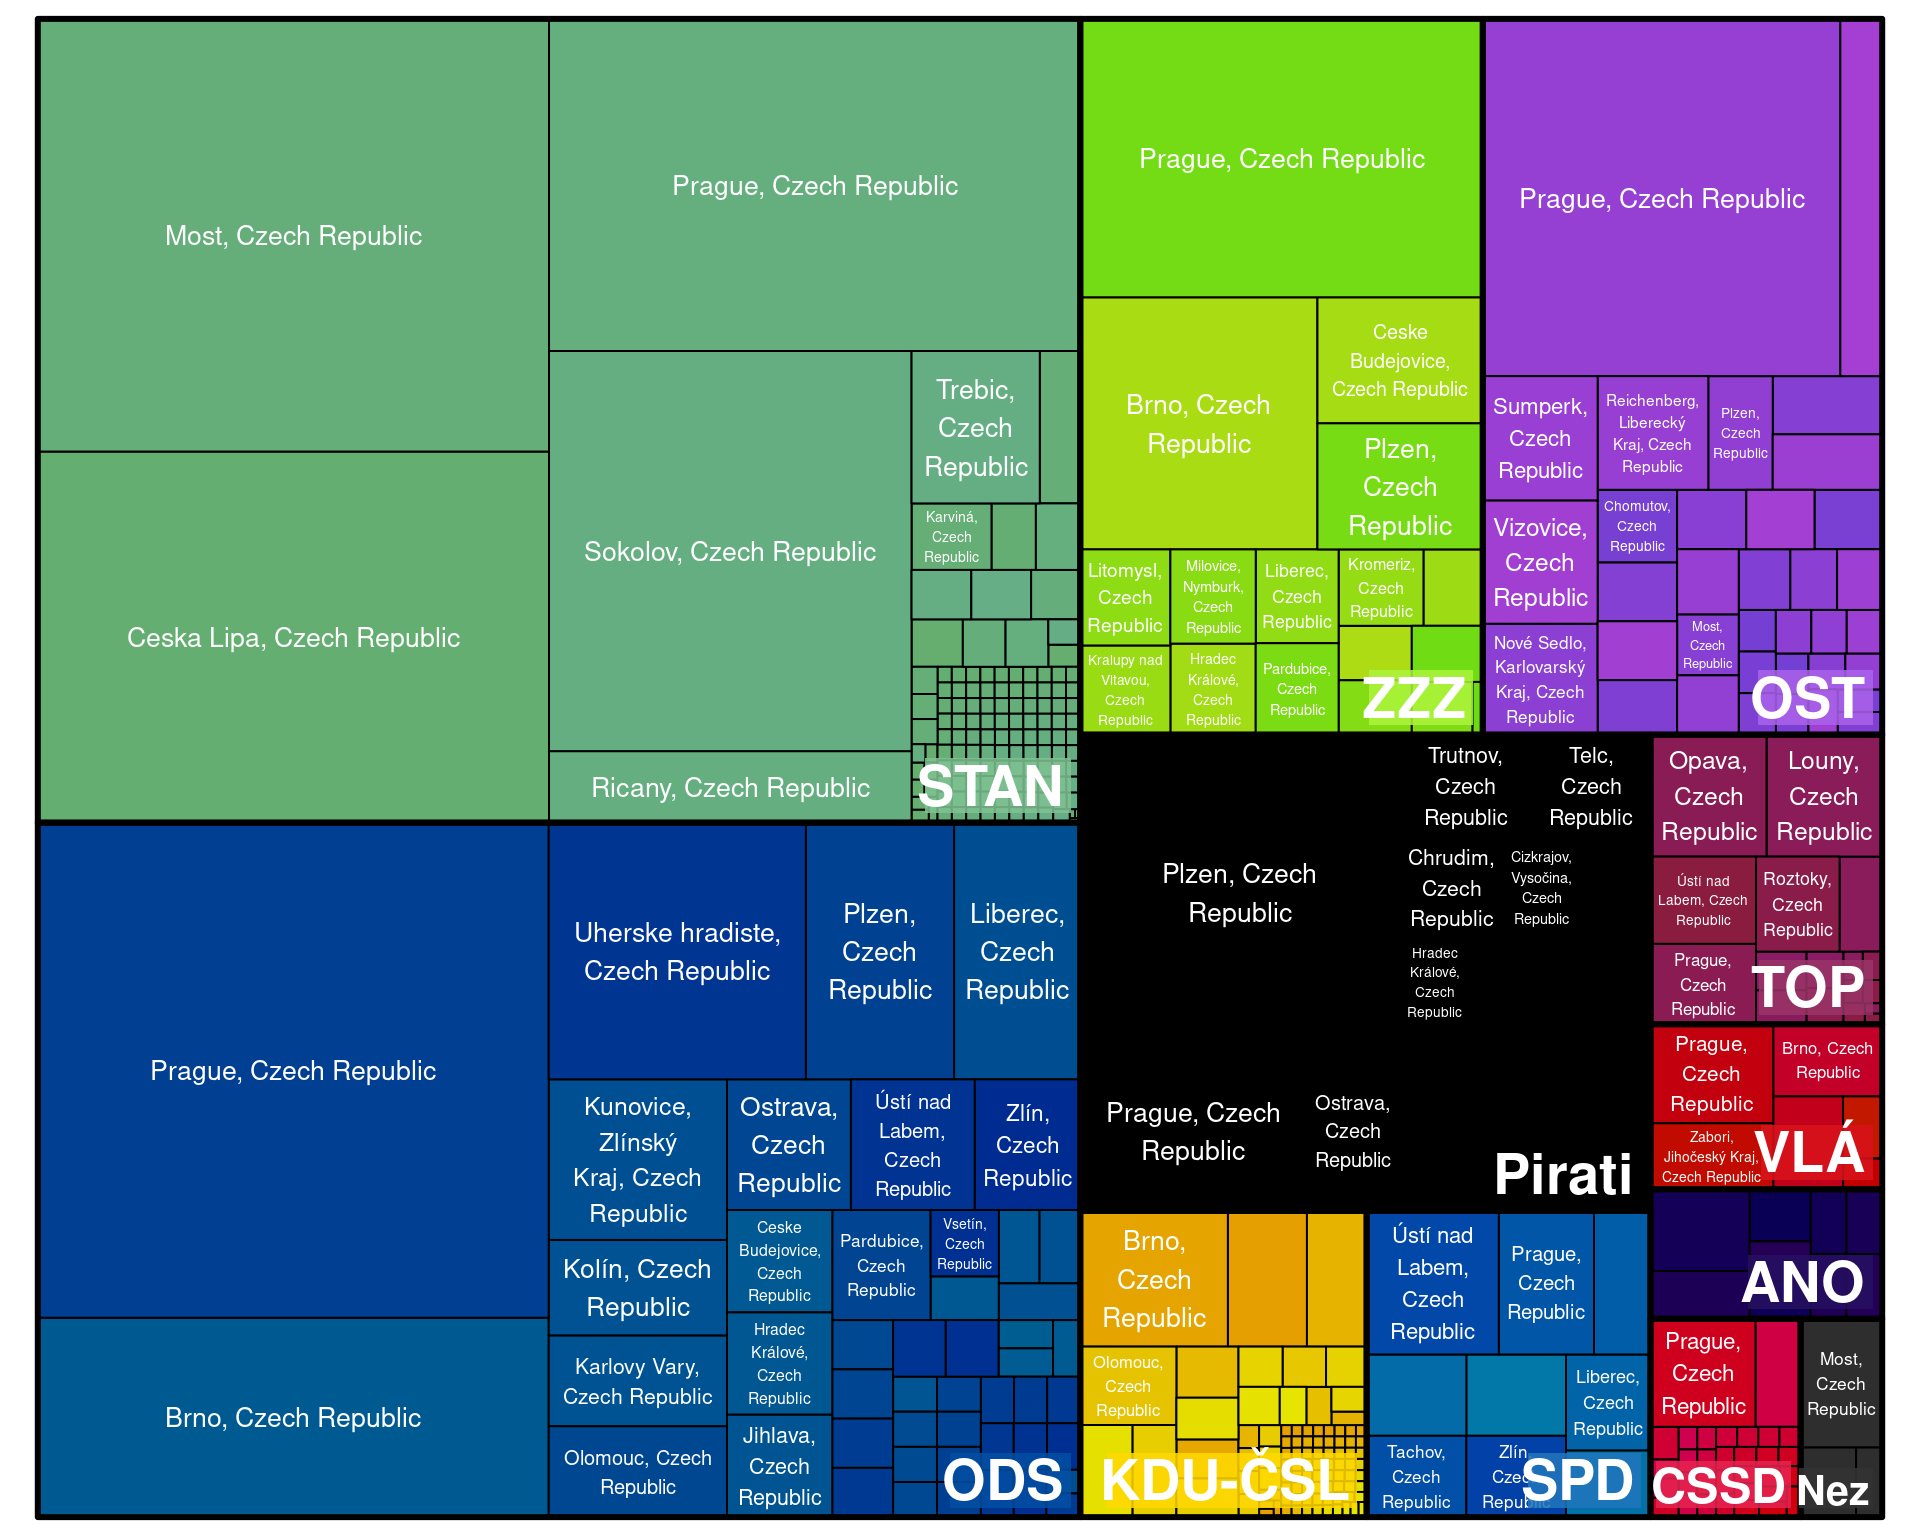 Most, Czech Republic
Ceska Lipa, Czech Republic
Prague, Czech Republic
Sokolov, Czech Republic
Ricany, Czech Republic
Trebic,
Czech
Republic
Karviná,
Czech
Republic
STAN
Prague, Czech Republic
Brno, Czech
Republic
Ceske
Budejovice,
Czech Republic
Plzen,
Czech
Republic
Litomysl,
Czech
Republic
Milovice,
Nymburk,
Czech
Republic
Liberec,
Czech
Republic
Kromeriz,
Czech
Republic
Kralupy nad
Vltavou,
Czech
Republic
Hradec
Králové,
Czech
Republic
Pardubice,
Czech
Republic
ZZZ
Prague, Czech Republic
Sumperk,
Czech
Republic
Reichenberg,
Liberecký
Kraj, Czech
Republic
Plzen,
Czech
Republic
Vizovice,
Czech
Republic
Chomutov,
Czech
Republic
Nové Sedlo,
Karlovarský
Kraj, Czech
Republic
Most,
Czech
Republic
OST
Prague, Czech Republic
Brno, Czech Republic
Uherske hradiste,
Czech Republic
Plzen,
Czech
Republic
Liberec,
Czech
Republic
Kunovice,
Zlínský
Kraj, Czech
Republic
Kolín, Czech
Republic
Karlovy Vary,
Czech Republic
Olomouc, Czech
Republic
Ostrava,
Czech
Republic
Ústí nad
Labem,
Czech
Republic
Zlín,
Czech
Republic
Ceske
Budejovice,
Czech
Republic
Pardubice,
Czech
Republic
Vsetín,
Czech
Republic
Hradec
Králové,
Czech
Republic
Jihlava,
Czech
Republic
ODS
Plzen, Czech
Republic
Prague, Czech
Republic
Ostrava,
Czech
Republic
Trutnov,
Czech
Republic
Telc,
Czech
Republic
Chrudim,
Czech
Republic
Cizkrajov,
Vysočina,
Czech
Republic
Hradec
Králové,
Czech
Republic
Pirati
Opava,
Czech
Republic
Louny,
Czech
Republic
Ústí nad
Labem, Czech
Republic
Roztoky,
Czech
Republic
Prague,
Czech
Republic
TOP
Prague,
Czech
Republic
Brno, Czech
Republic
Zabori,
Jihočeský Kraj,
Czech Republic
VLÁ
ANO
Brno,
Czech
Republic
Olomouc,
Czech
Republic
KDU-ČSL
Ústí nad
Labem,
Czech
Republic
Prague,
Czech
Republic
Liberec,
Czech
Republic
Tachov,
Czech
Republic
Zlín
Czech
Republic
SPD
Prague,
Czech
Republic
CSSD
Most,
Czech
Republic
Nez